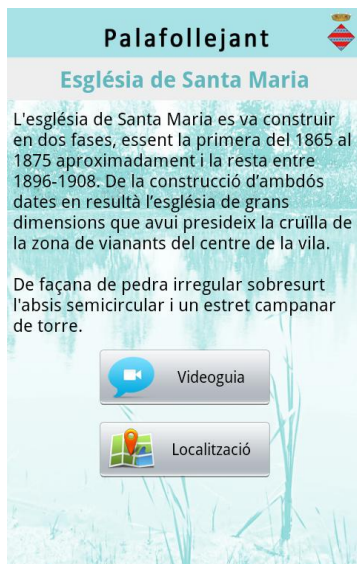 Palafollejant
Església de Santa Maria
L'església de Santa Maria es va construir
en dos fases, essent la primera del 1865 al
1875 aproximadament i la resta entre
1896-1908. De la construcció d’ambdós
dates en resultà l’església de grans
dimensions que avui presideix la cruïlla de
la zona de vianants del centre de la vila.
De façana de pedra irregular sobresurt
l'absis semicircular i un estret campanar
de torre.
Videoguia
Localització